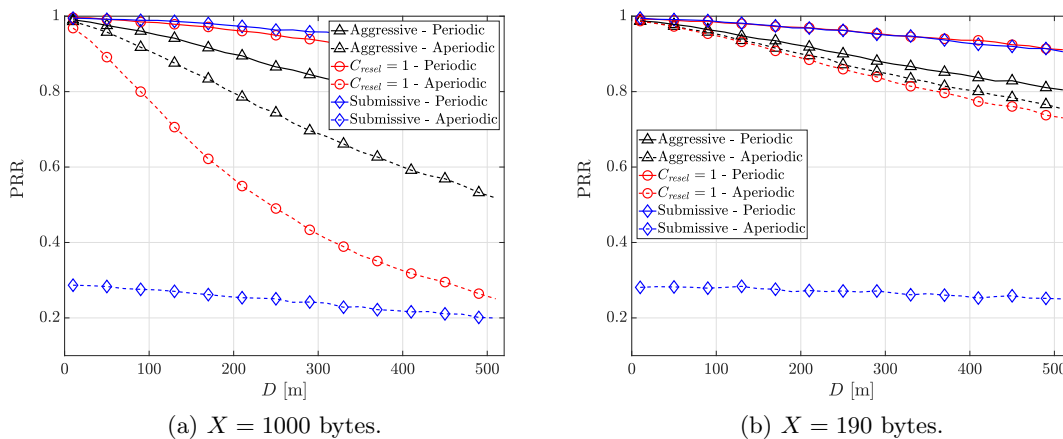 1
0.8
0.6
0.4
0.2
PRR
0 100 200 300 400 500
D [m]
Aggressive - Periodic
Aggressive - Aperiodic
C_resel = 1 - Periodic
C_resel = 1 - Aperiodic
Submissive - Periodic
Submissive - Aperiodic
(a) X = 1000 bytes.
1
0.8
0.6
0.4
0.2
PRR
0 100 200 300 400 500
D [m]
Aggressive - Periodic
Aggressive - Aperiodic
C_resel = 1 - Periodic
C_resel = 1 - Aperiodic
Submissive - Periodic
Submissive - Aperiodic
(b) X = 190 bytes.